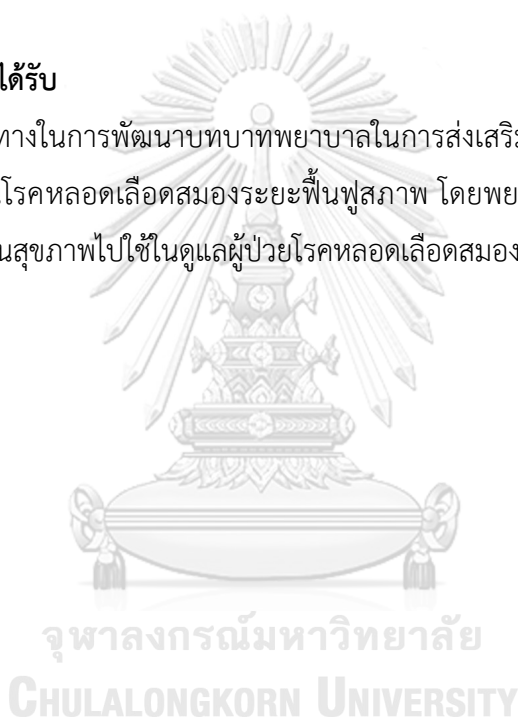 ได้รับ
ทางในการพัฒนาบทบาทพยาบาลในการส่งเสริม
โรคหลอดเลือดสมองระยะฟื้นฟูสภาพ โดยพย
นสุขภาพไปใช้ในดูแลผู้ป่วยโรคหลอดเลือดสมอง
จุฬาลงกรณ์มหาวิทยาลัย
CHULALONGKORN UNIVERSITY